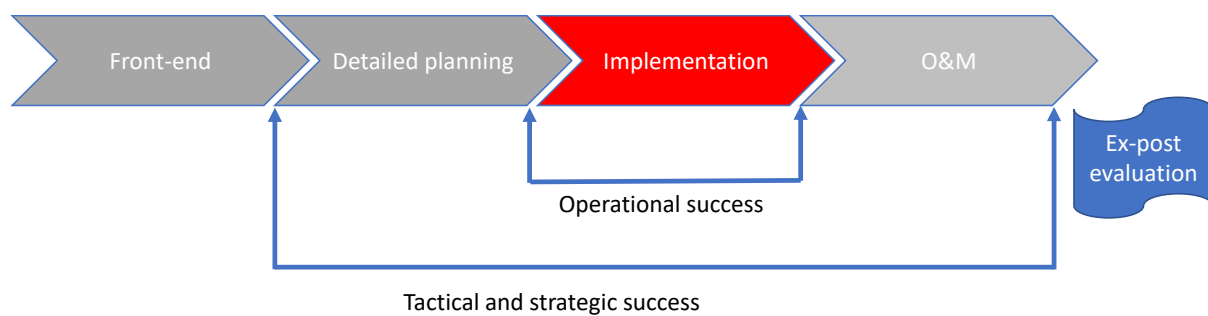 Front-end
Detailed planning
Implementation
O&M
Ex-post
evaluation
Operational success
Tactical and strategic success